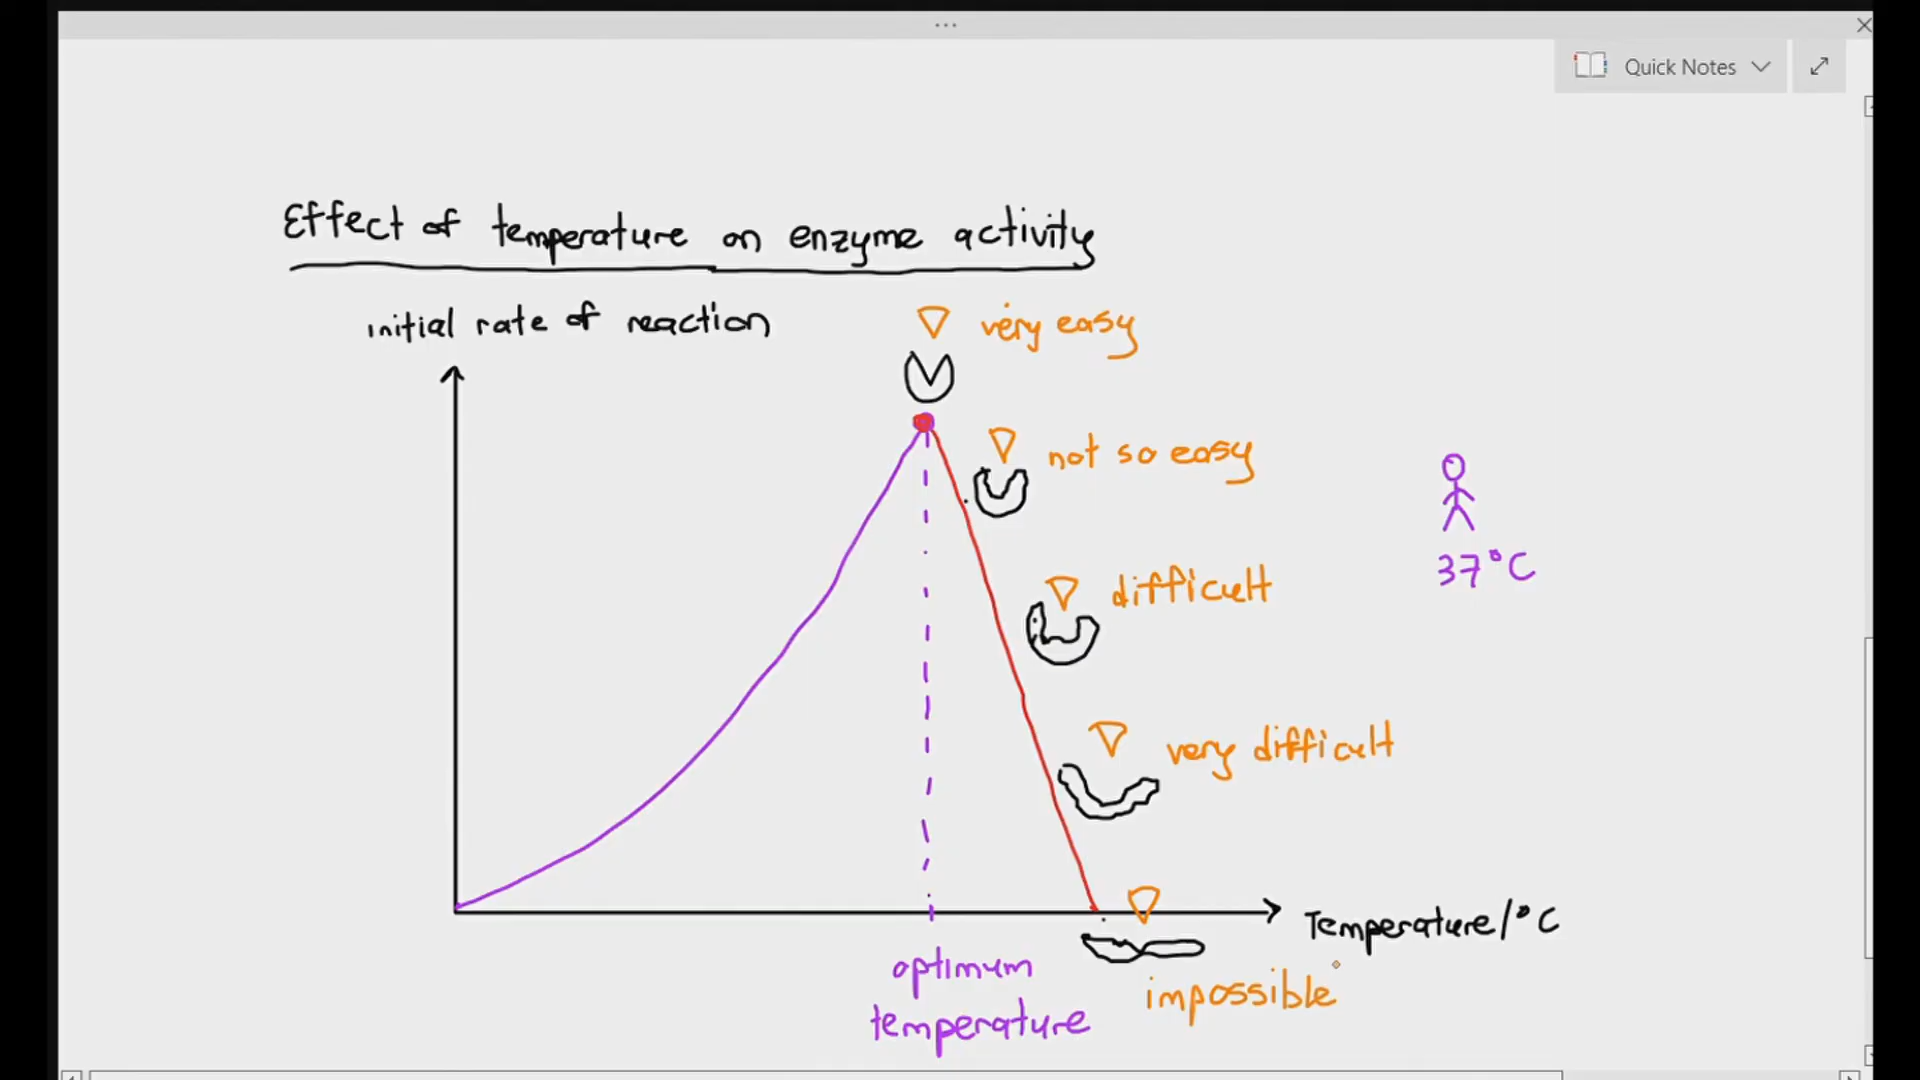 Quick Notes
Effect of temperature on enzyme activity
initial rate of reaction
very easy
not so easy
37°C
difficult
very difficult
Temperature/°C
optimum
temperature
impossible